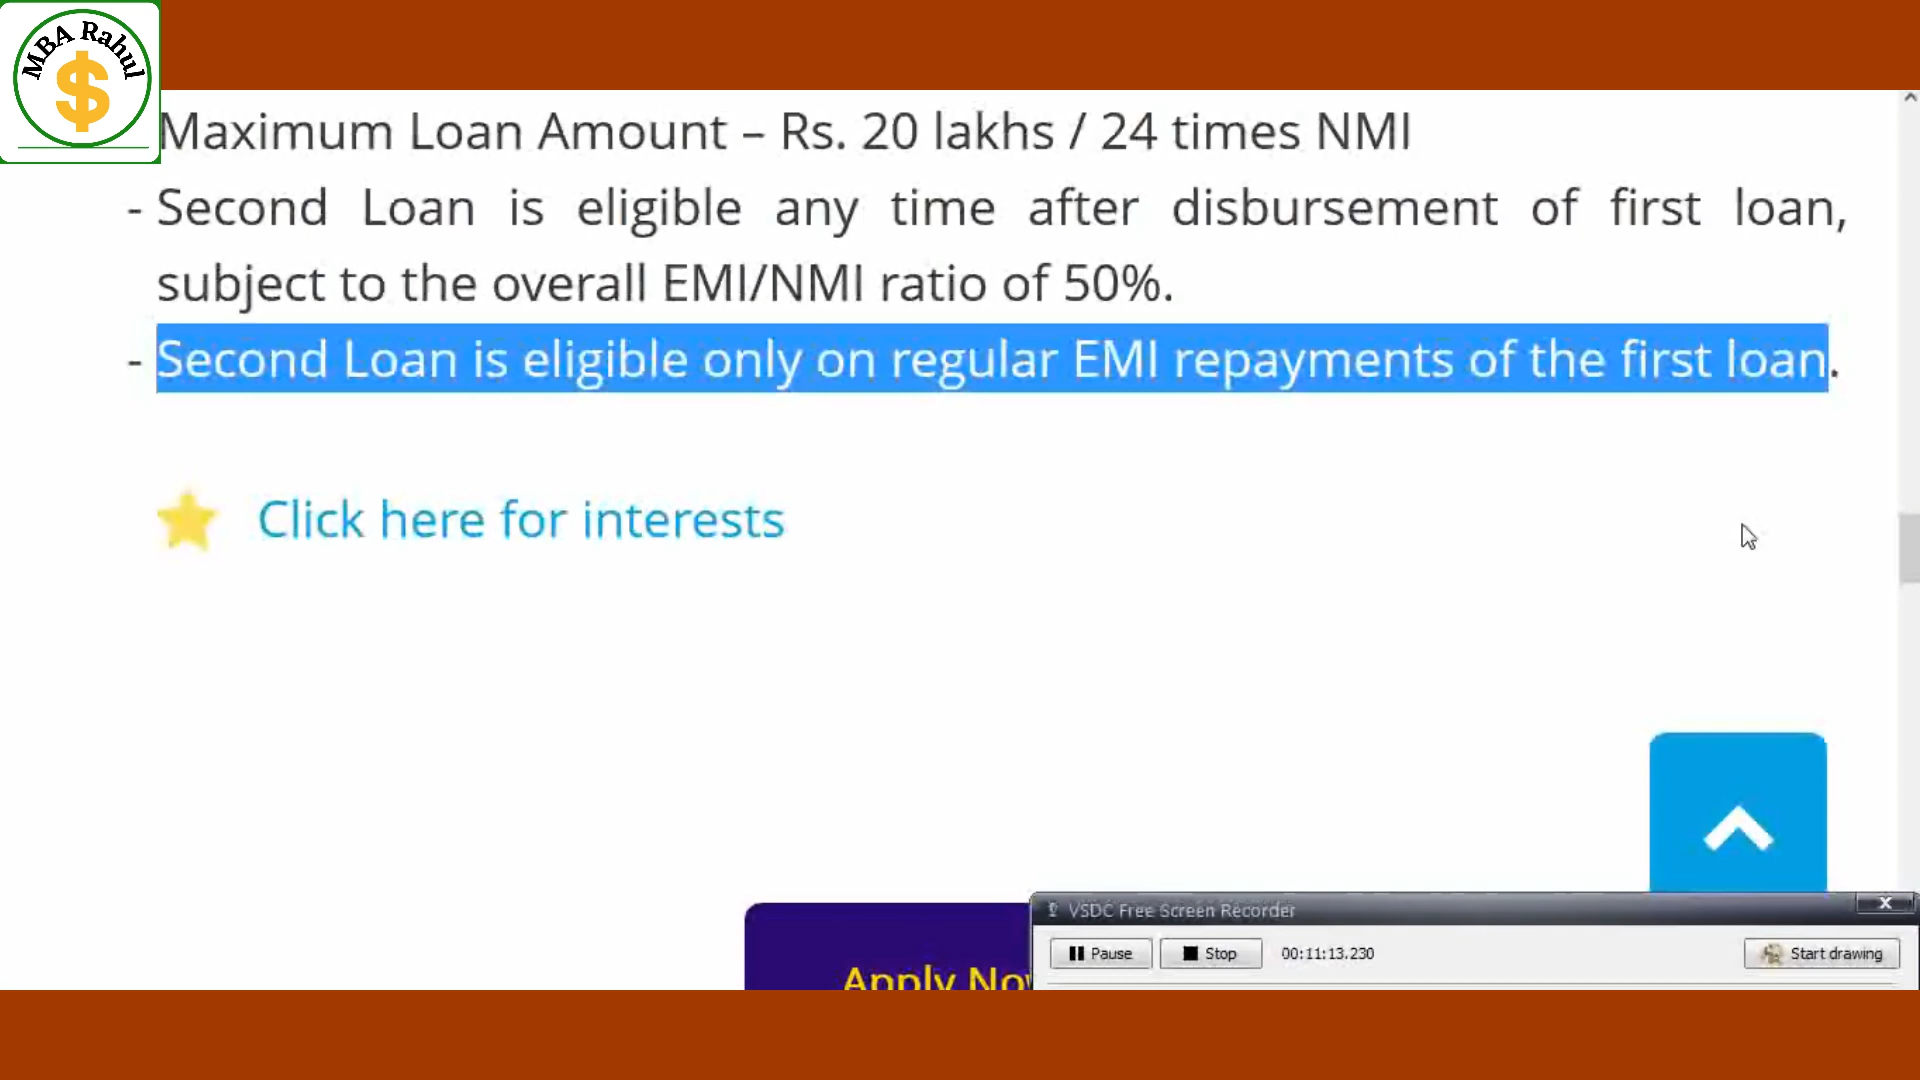 MBA Rahul
$
Maximum Loan Amount – Rs. 20 lakhs / 24 times NMI
- Second Loan is eligible any time after disbursement of first loan,
subject to the overall EMI/NMI ratio of 50%.
- Second Loan is eligible only on regular EMI repayments of the first loan.
Click here for interests
VSDC Free Screen Recorder
Pause Stop 00:11:13.230 Start drawing
Apply